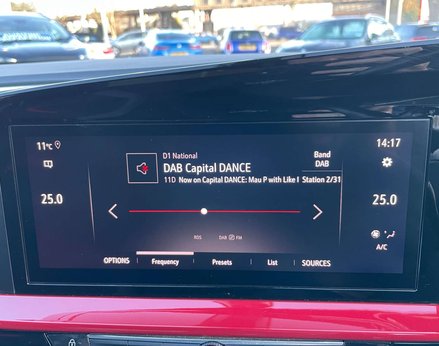 11°C
14:17
D1 National
DAB Capital DANCE
11D Now on Capital DANCE: Mau P with Like I
Band
DAB
Station 2/31
25.0
25.0
RDS DAB FM
A/C
OPTIONS Frequency Presets List SOURCES